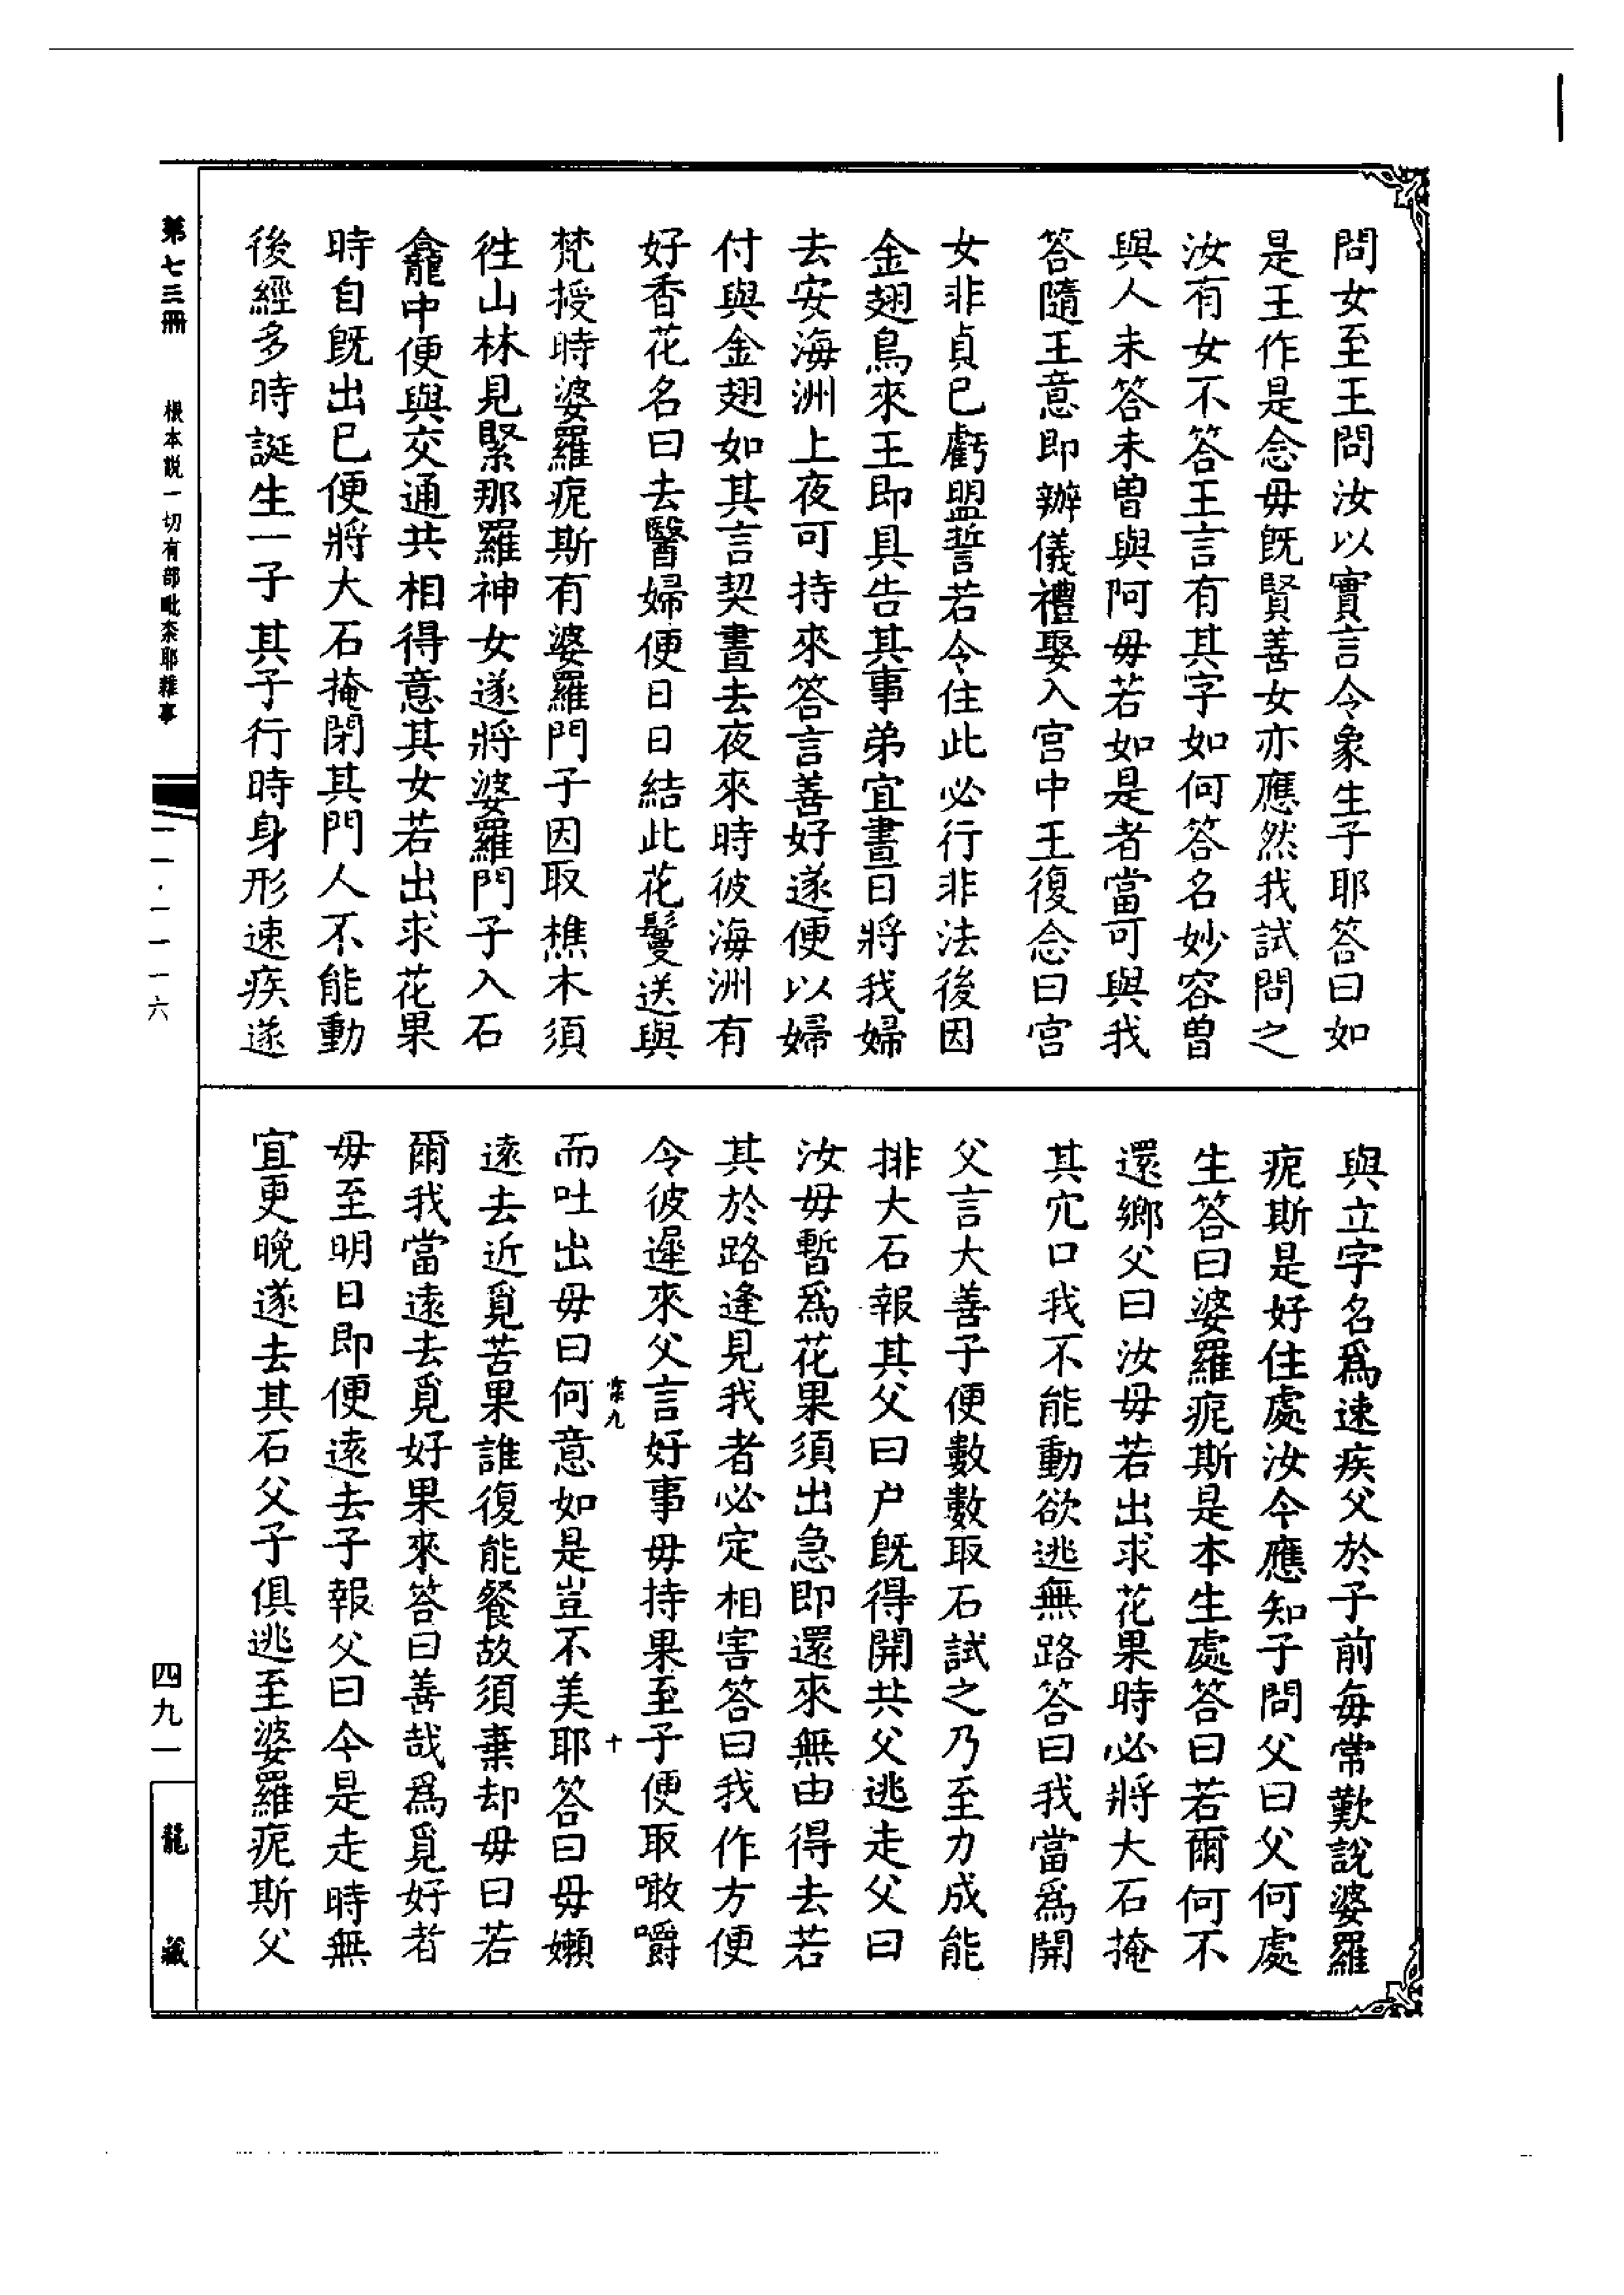 問女至王問汝以實言令象生子耶答曰如
是王作是念毋既賢善女亦應然我試問之
汝有女不答王言有其字如何答名妙容曾
與人未答未曾與阿毋若如是者當可與我
答隨王意即辦儀禮娶入宮中王復念曰宮
女非貞已虧盟誓若令住此必行非法後因
金翅鳥來王即具告其事弟宜晝日將我婦
去安海洲上夜可持來答言善好遂便以婦
付與金翅如其言契晝去夜來時彼海洲有
好香花名曰去醫婦便日日結此花鬘送與
梵授時婆羅痆斯有婆羅門子因取樵木須
徃山林見緊那羅神女遂將婆羅門子入石
龕中便與交通共相得意其女若出求花果
時自既出已便將大石掩閉其門人不能動
後經多時誕生一子其子行時身形速疾遂
與立字名爲速疾父於子前每常歎說婆羅
痆斯是好住處汝今應知子問父曰父何處
生答曰婆羅痆斯是本生處答曰若爾何不
還鄉父曰汝毋若出求花果時必將大石掩
其穴口我不能動欲逃無路答曰我當爲開
父言大善子便數數取石試之乃至力成能
排大石報其父曰户既得開共父逃走父曰
汝毋暫爲花果須出急即還來無由得去若
其於路逢見我者必定相害答曰我作方便
令彼遲來父言好事毋持果至子便取噉嚼
而吐出毋曰何意如是豈不美耶答曰毋嬾
遠去近覓苦果誰復能餐故須棄却毋曰若
爾我當遠去覓好果來答曰善哉爲覓好者
毋至明日即便遠去子報父曰今是走時無
宜更晚遂去其石父子俱逃至婆羅痆斯父
九
十
第七三冊
根本說一切有部毗奈耶雜事
一一·一一一六
四九一
龍藏